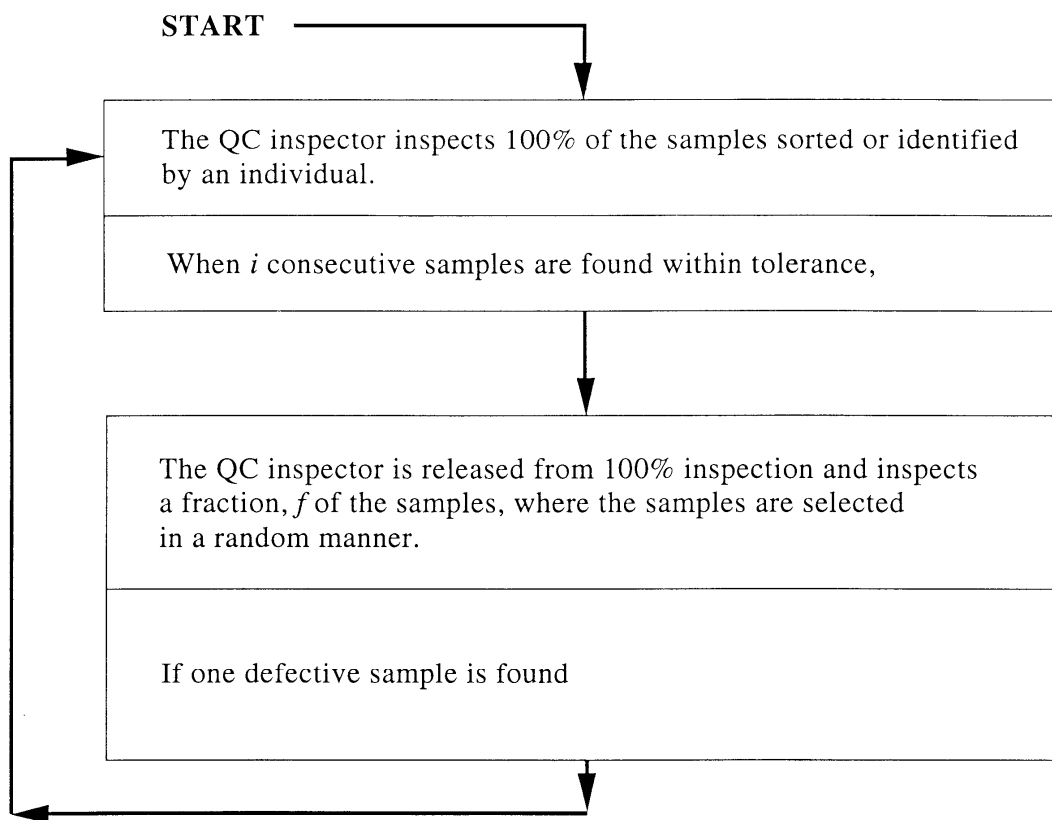 START
The QC inspector inspects 100% of the samples sorted or identified
by an individual.
When i consecutive samples are found within tolerance,
The QC inspector is released from 100% inspection and inspects
a fraction, f of the samples, where the samples are selected
in a random manner.
If one defective sample is found